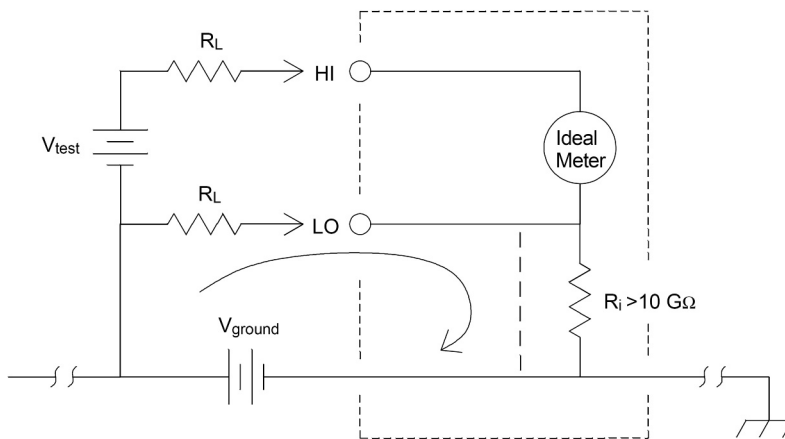 RL
HI
Vtest
Ideal
Meter
RL
LO
Ri >10 GΩ
Vground